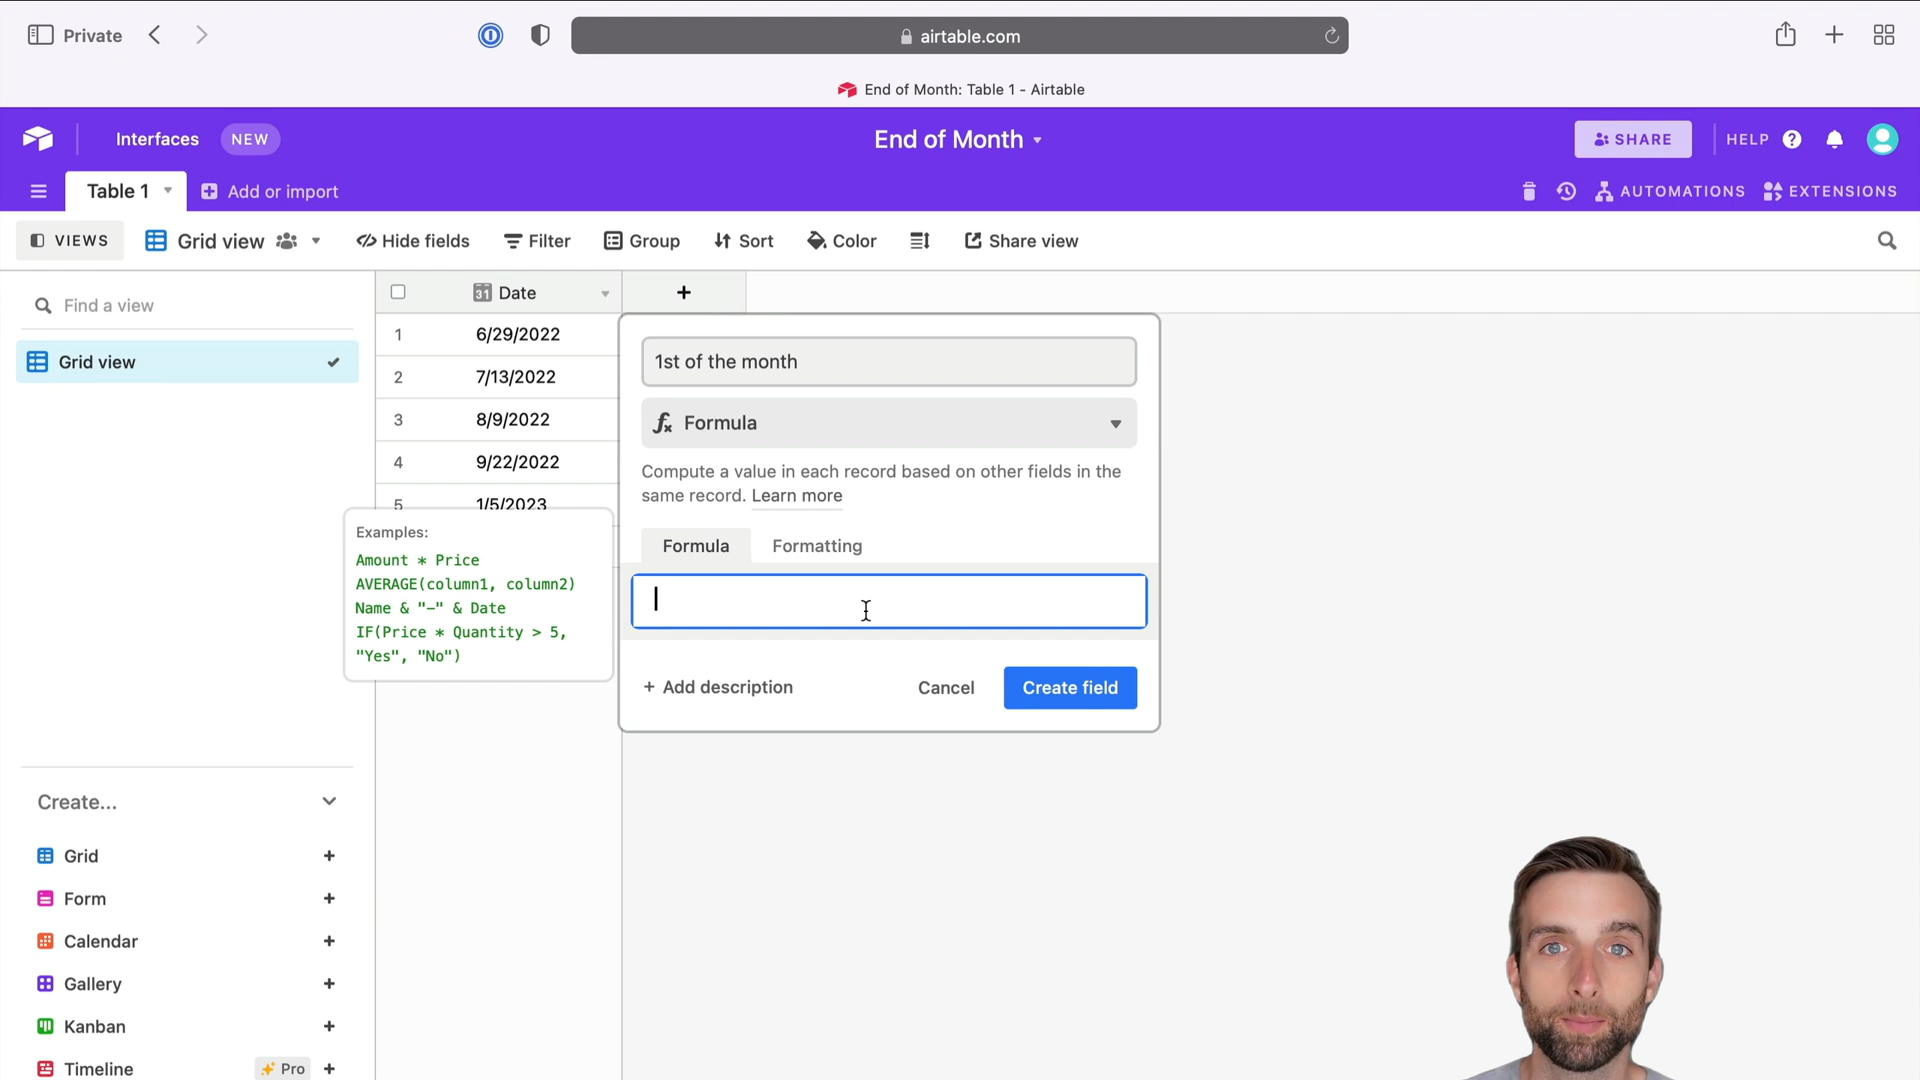 Private
airtable.com
End of Month: Table 1 - Airtable
Interfaces NEW
End of Month
SHARE
HELP
Table 1
Add or import
AUTOMATIONS
EXTENSIONS
VIEWS
Grid view
Hide fields
Filter
Group
Sort
Color
Share view
Find a view
Grid view
31 Date
+
1 6/29/2022
2 7/13/2022
3 8/9/2022
4 9/22/2022
5 1/5/2023
1st of the month
fx Formula
Compute a value in each record based on other fields in the
same record. Learn more
Formula
Formatting
Examples:
Amount * Price
AVERAGE(column1, column2)
Name & "-" & Date
IF(Price * Quantity > 5,
"Yes", "No")
+ Add description
Cancel
Create field
Create...
Grid +
Form +
Calendar +
Gallery +
Kanban +
Timeline Pro +